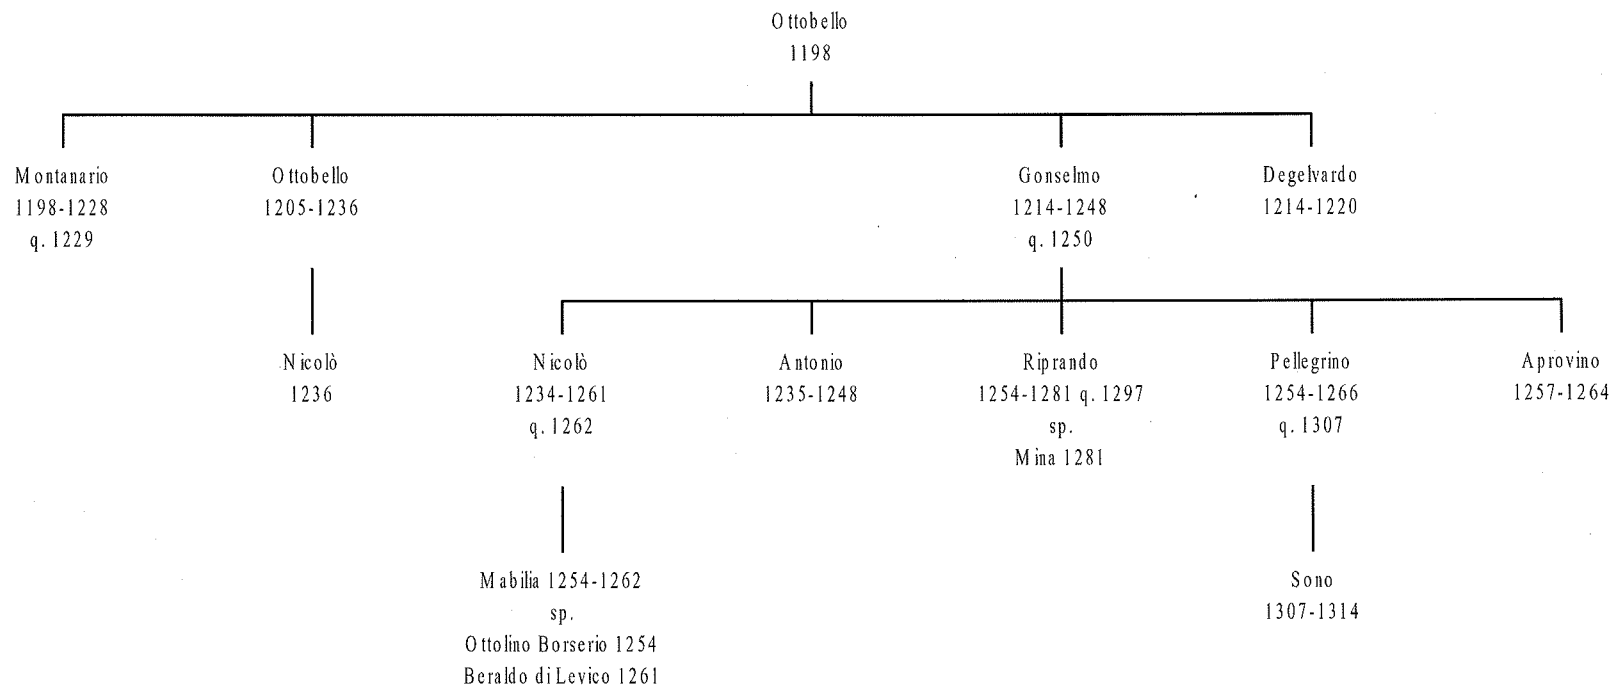 Ottobello
1198
Montanario
1198-1228
q. 1229
Ottobello
1205-1236
Gonselmo
1214-1248
q. 1250
Degelvardo
1214-1220
Nicolò
1236
Nicolò
1234-1261
q. 1262
Antonio
1235-1248
Riprando
1254-1281 q. 1297
sp.
Mina 1281
Pellegrino
1254-1266
q. 1307
Aprovino
1257-1264
Mabilia 1254-1262
sp.
Ottolino Borserio 1254
Beraldo di Levico 1261
Sono
1307-1314